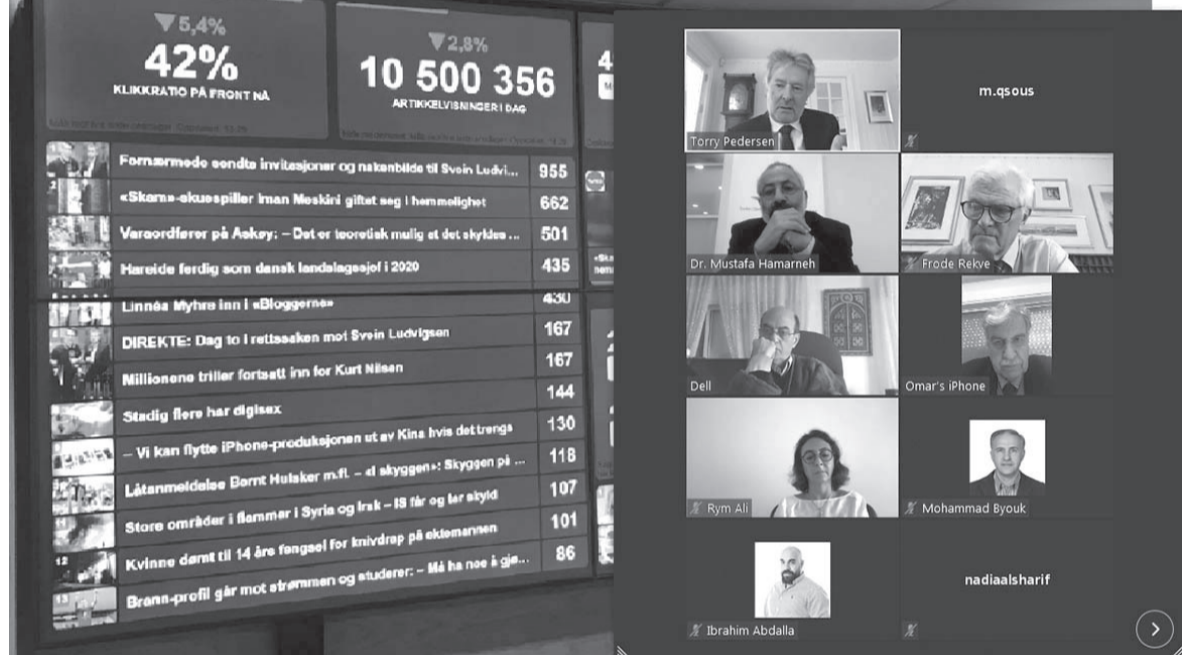 ▼5,4%
42%
KLIKKRATIO PÅ FRONT NÅ
▼2,8%
10 500 356
ARTIKKELVISNINGER I DAG
Fornærmede sendte invitasjoner og nakenbilde til Svein Ludvi... 955
«Skam»-skuespiller Iman Meskini giftet seg i hemmelighet 662
Varaordfører på Askøy: – Det er teoretisk mulig at det skyldes ... 501
Hareide ferdig som dansk landslagssjef i 2020 435
Linnéa Myhre inn i «Bloggerne» 430
DIREKTE: Dag to i rettssaken mot Svein Ludvigsen 167
Millionene triller fortsatt inn for Kurt Nilsen 167
Stadig flere har digisex 144
– Vi kan flytte iPhone-produksjonen ut av Kina hvis det trengs 130
Låtanmeldelse Bernt Hulsker m.fl. – «I skyggen»: Skyggen på ... 118
Store områder i flammer i Syria og Irak – IS får og tar skyld 107
12 Kvinne dømt til 14 års fengsel for knivdrap på ektemannen 101
13 Brann-profil går mot strømmen og studerer: – Må ha noe å gjø... 86
Torry Pedersen
m.qsous
Dr. Mustafa Hamarneh
Frode Rekve
Dell
Omar's iPhone
Rym Ali
Mohammad Byouk
Ibrahim Abdalla
nadiaalsharif